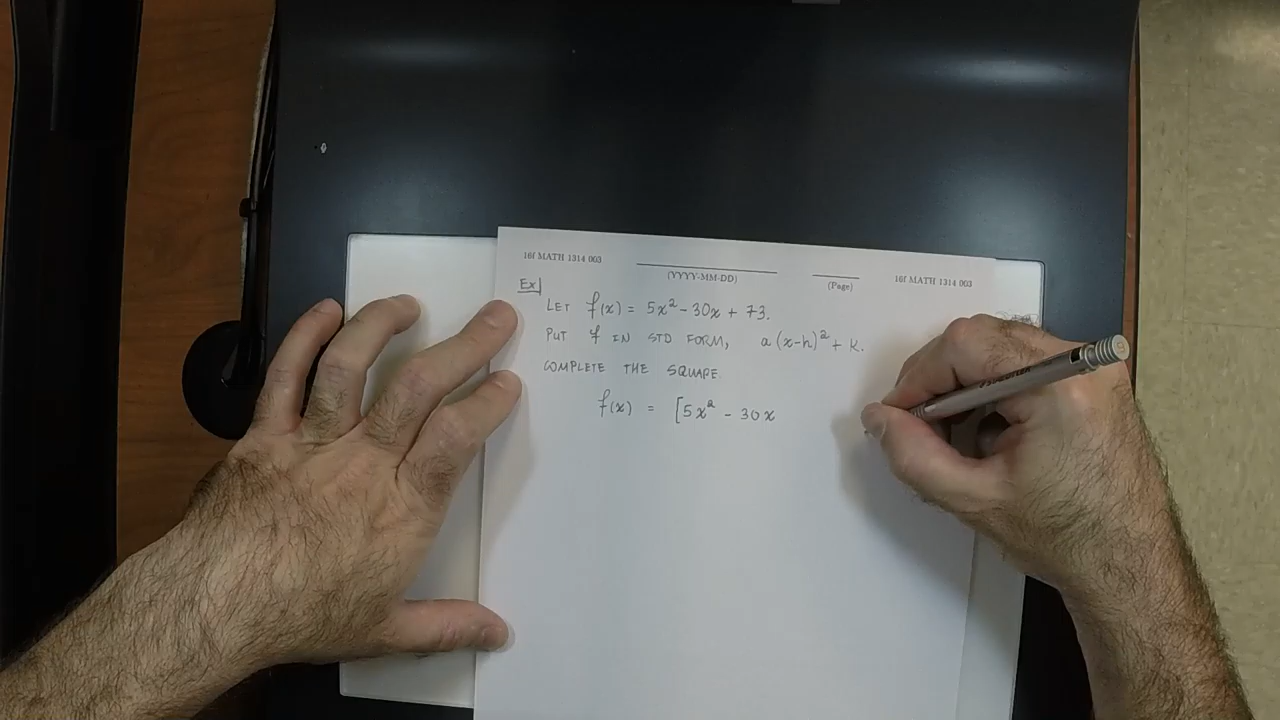 16f MATH 1314 003 (YYYY-MM-DD) (Page) 16f MATH 1314 003
Ex
LET f(x) = 5x² - 30x + 73.
PUT f IN STD FORM, a(x-h)² + k.
COMPLETE THE SQUARE.
f(x) = [5x² - 30x